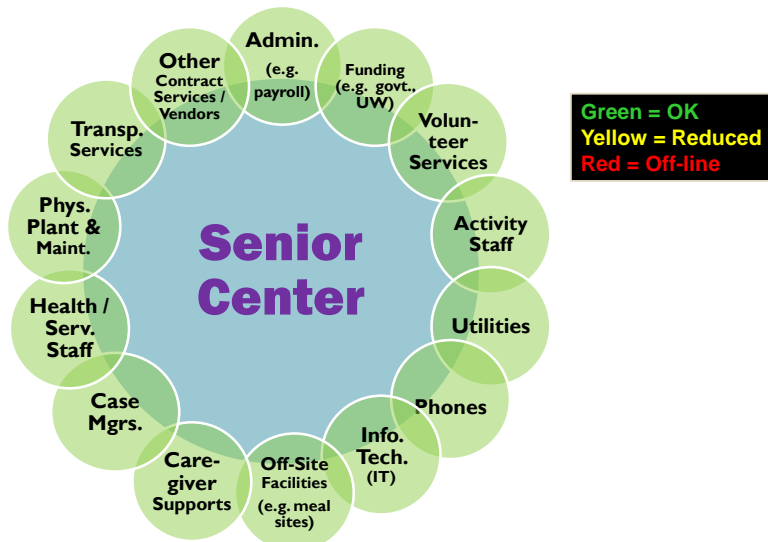 Admin.
(e.g.
payroll)
Funding
(e.g. govt.,
UW)
Volun-
teer
Services
Activity
Staff
Utilities
Phones
Info.
Tech.
(IT)
Off-Site
Facilities
(e.g. meal
sites)
Care-
giver
Supports
Case
Mgrs.
Health /
Serv.
Staff
Phys.
Plant &
Maint.
Transp.
Services
Other
Contract
Services /
Vendors
Senior
Center
Green = OK
Yellow = Reduced
Red = Off-line